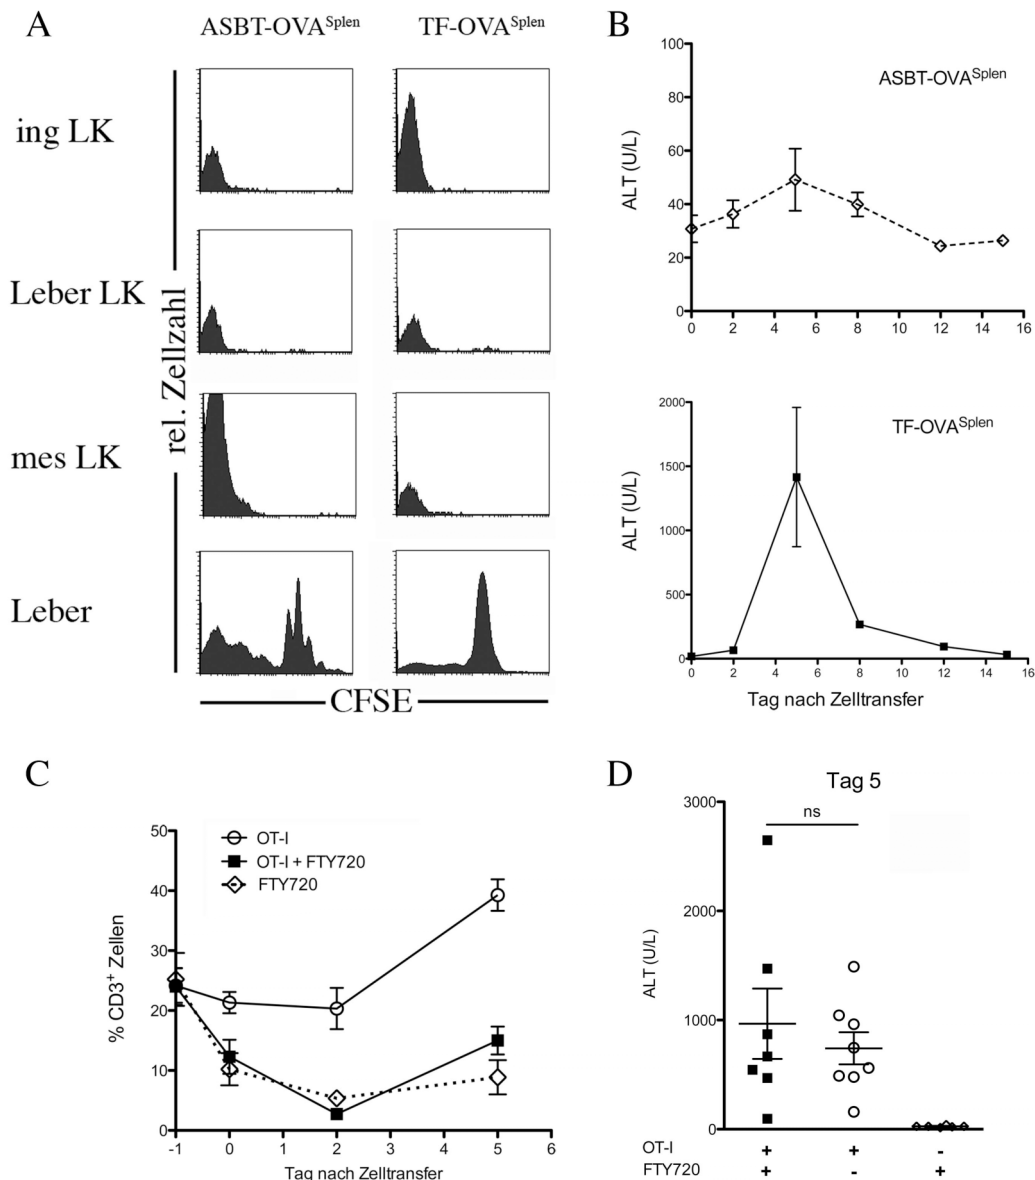 A
ASBT-OVA^Splen
TF-OVA^Splen
ing LK
Leber LK
mes LK
Leber
rel. Zellzahl
CFSE
B
100
80
60
40
20
0
ALT (U/L)
ASBT-OVA^Splen
0 2 4 6 8 10 12 14 16
2000
1500
1000
500
0
ALT (U/L)
TF-OVA^Splen
0 2 4 6 8 10 12 14 16
Tag nach Zelltransfer
C
50
40
30
20
10
0
% CD3+ Zellen
OT-I
OT-I + FTY720
FTY720
-1 0 1 2 3 4 5 6
Tag nach Zelltransfer
D
Tag 5
3000
2000
1000
0
ALT (U/L)
ns
OT-I + + -
FTY720 + - +